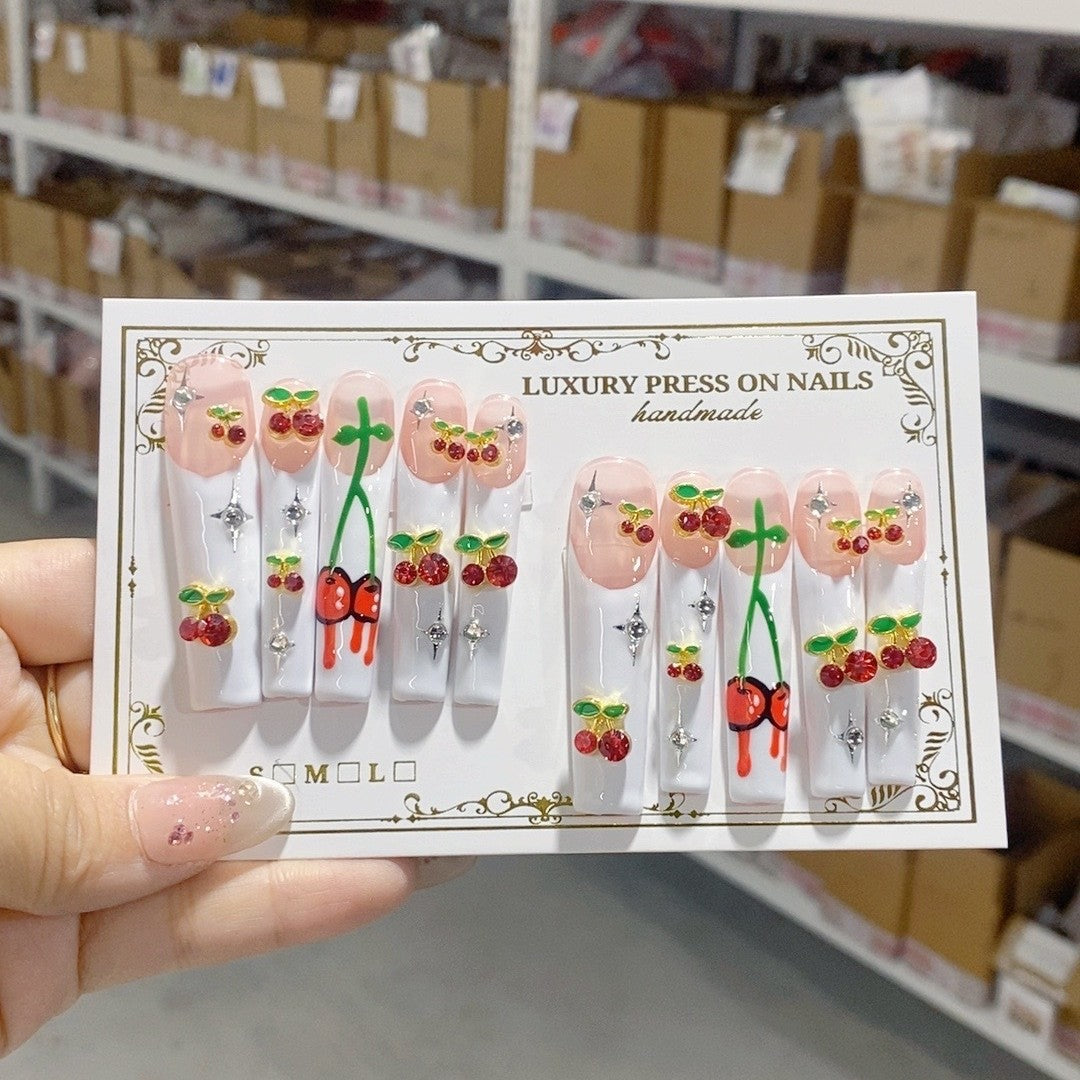 LUXURY PRESS ON NAILS
handmade
S☐ M☐ L☐